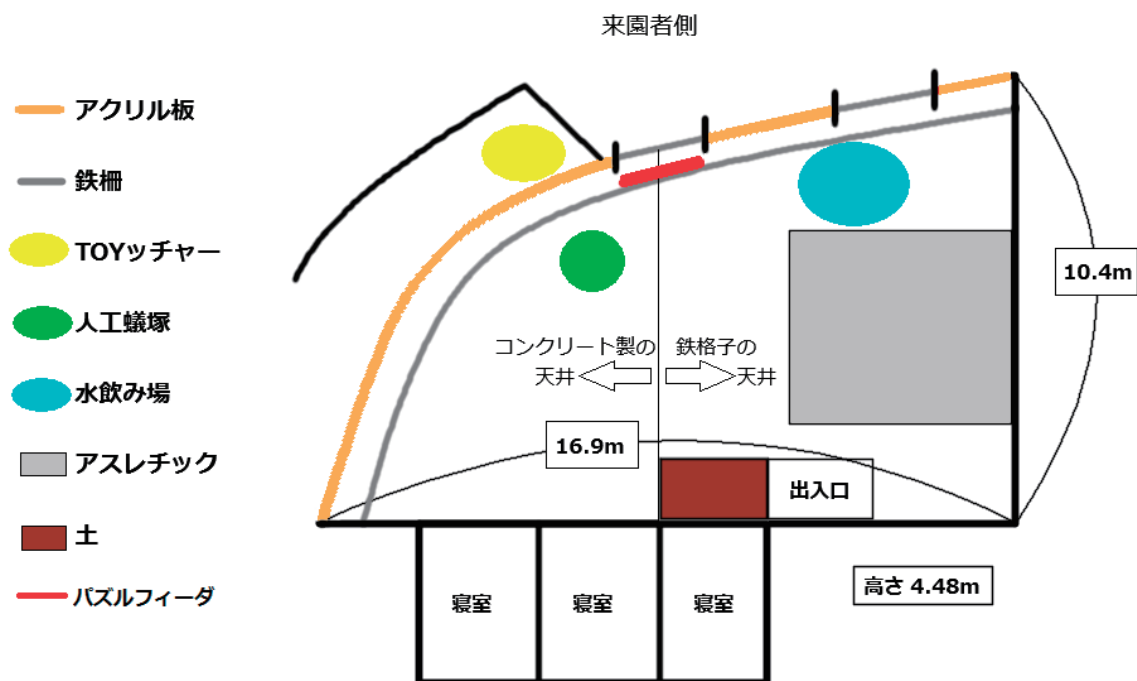 来園者側
アクリル板
鉄柵
TOYッチャー
人工蟻塚
水飲み場
アスレチック
土
パズルフィーダ
10.4m
コンクリート製の
天井
鉄格子の
天井
16.9m
出入口
寝室
寝室
寝室
高さ 4.48m